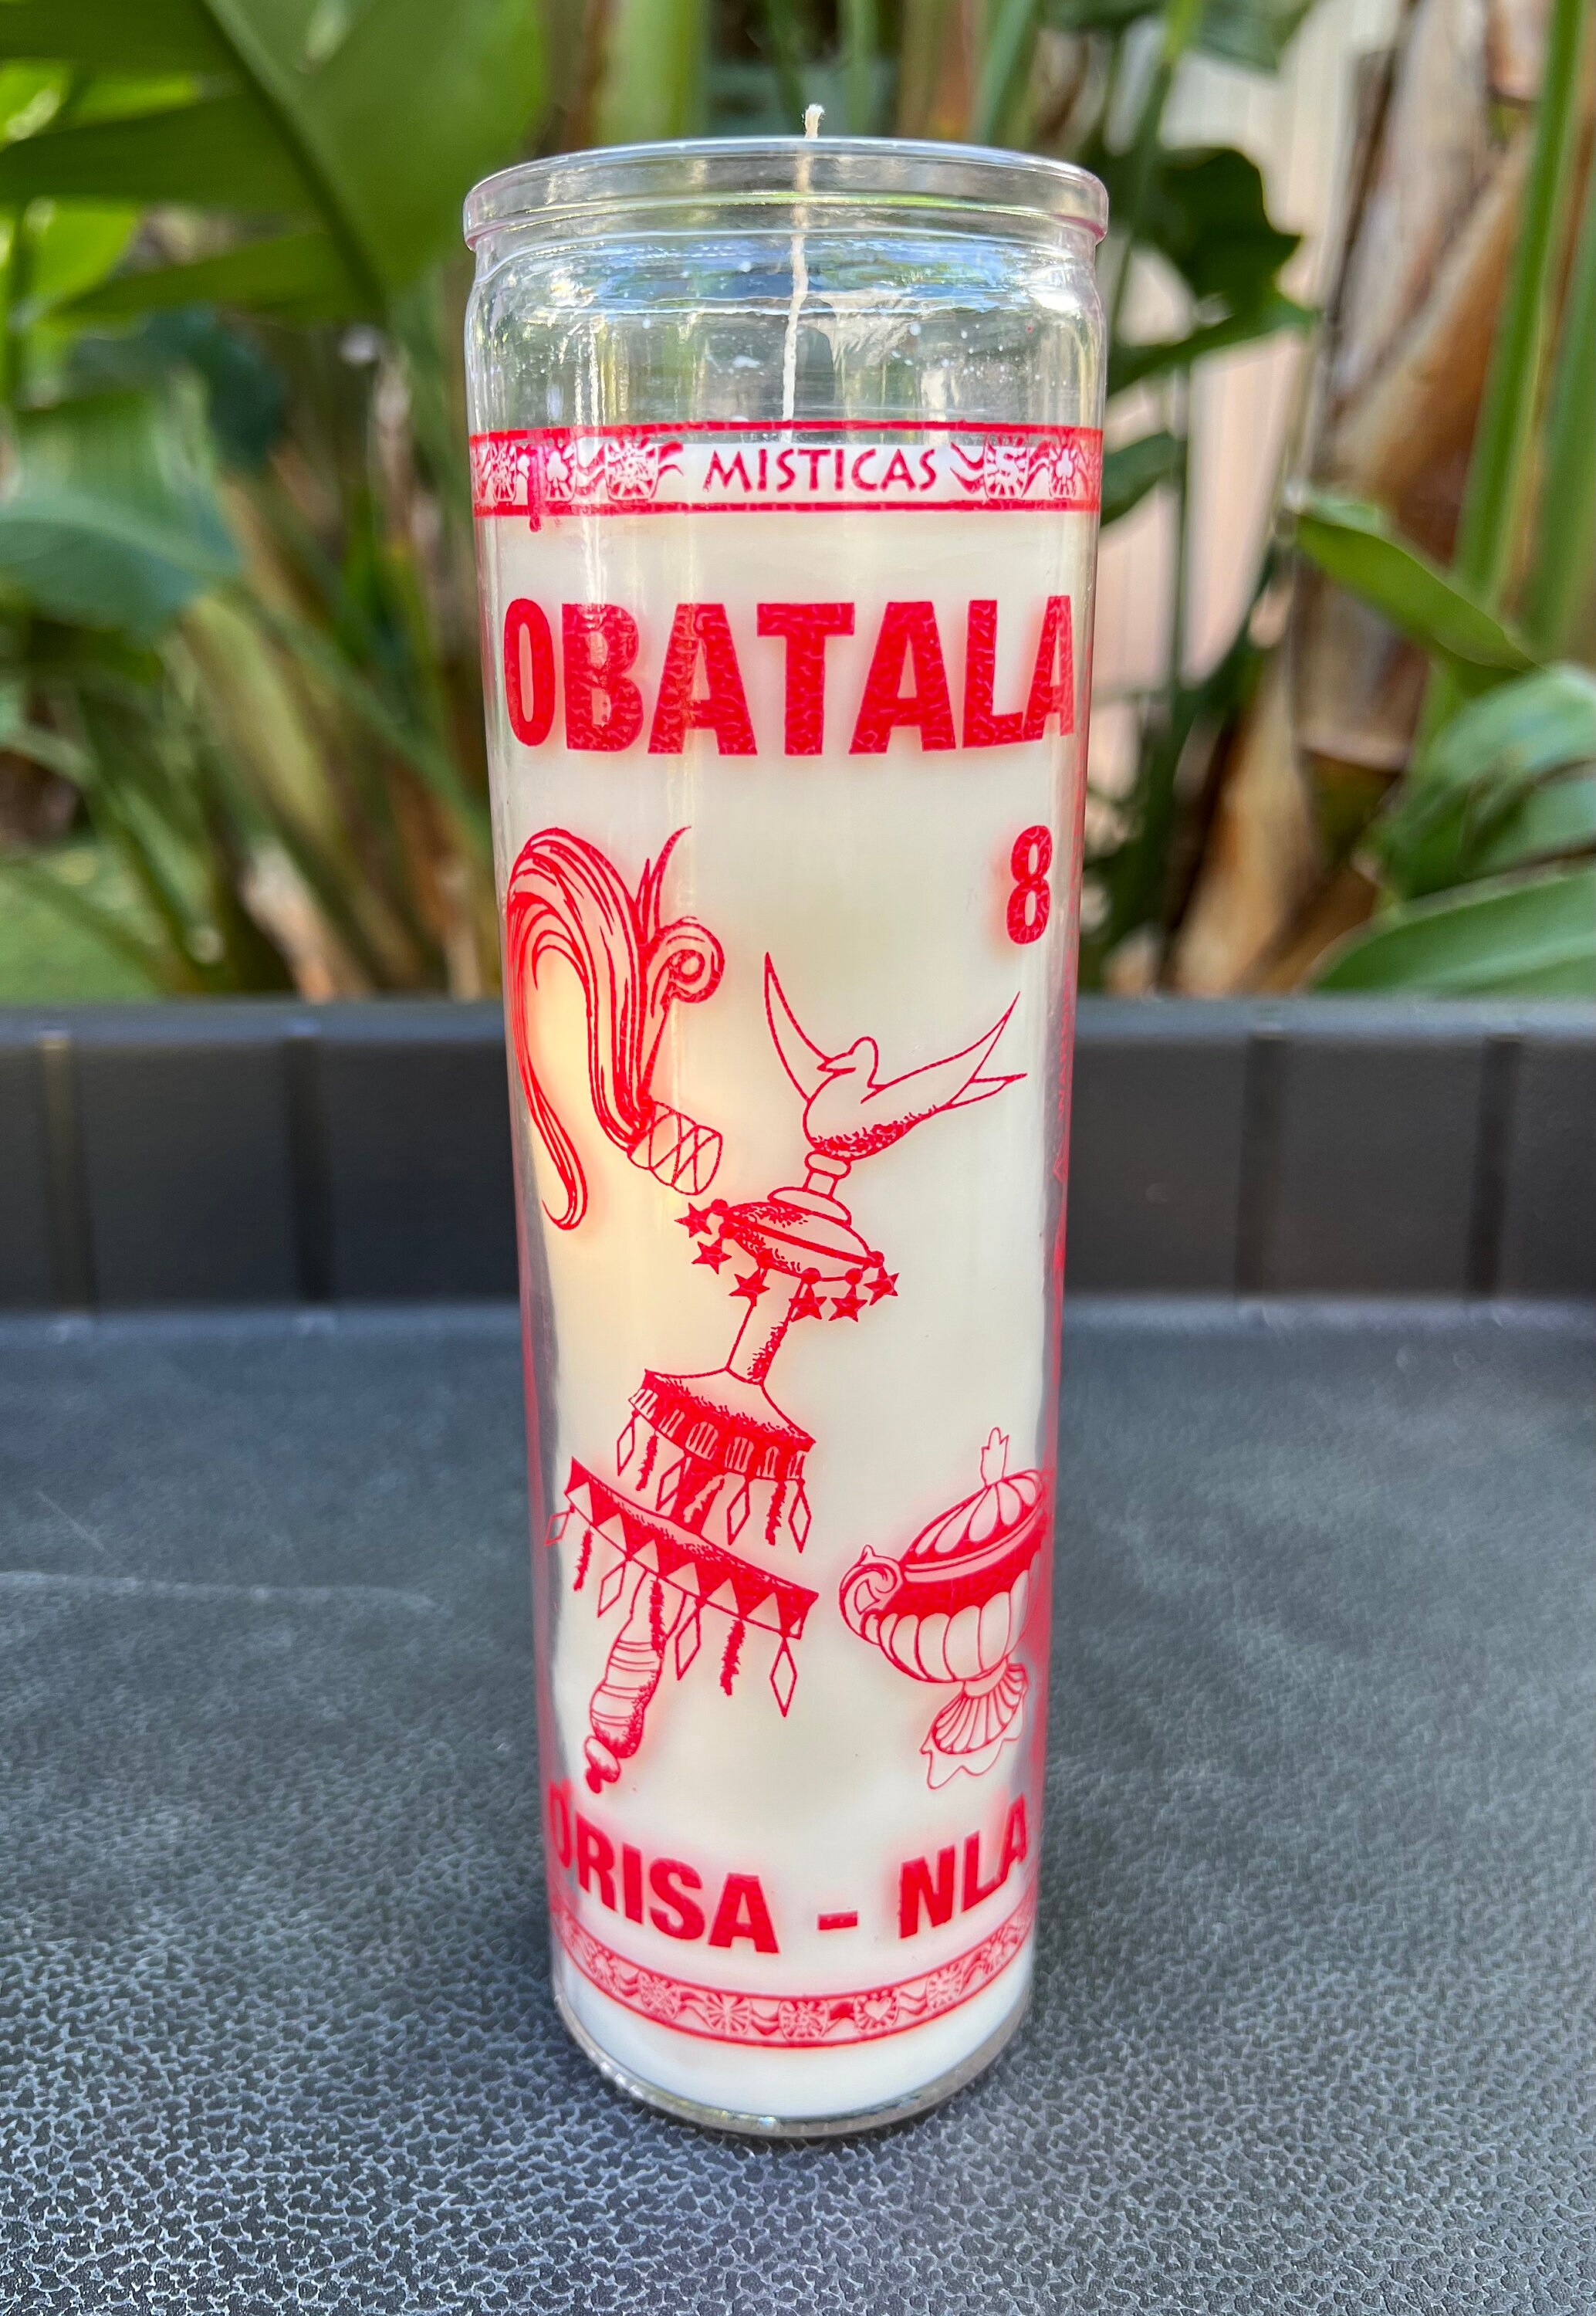 MISTICAS
OBATALA
8
ORISA - NLA